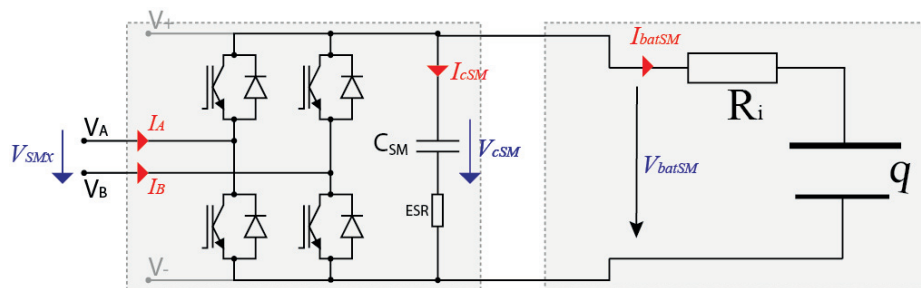 V+
I_batSM
I_cSM
R_i
V_A
I_A
C_SM
V_cSM
V_SMx
V_batSM
q
V_B
I_B
ESR
V-